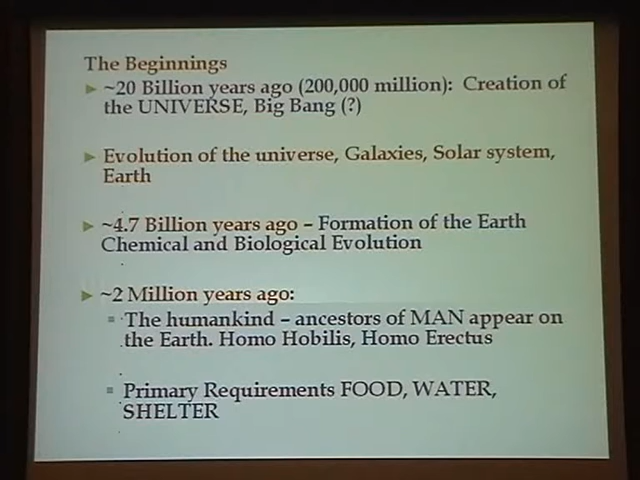 The Beginnings
~20 Billion years ago (200,000 million): Creation of
the UNIVERSE, Big Bang (?)
Evolution of the universe, Galaxies, Solar system,
Earth
~4.7 Billion years ago – Formation of the Earth
Chemical and Biological Evolution
~2 Million years ago:
The humankind – ancestors of MAN appear on
the Earth. Homo Hobilis, Homo Erectus
Primary Requirements FOOD, WATER,
SHELTER